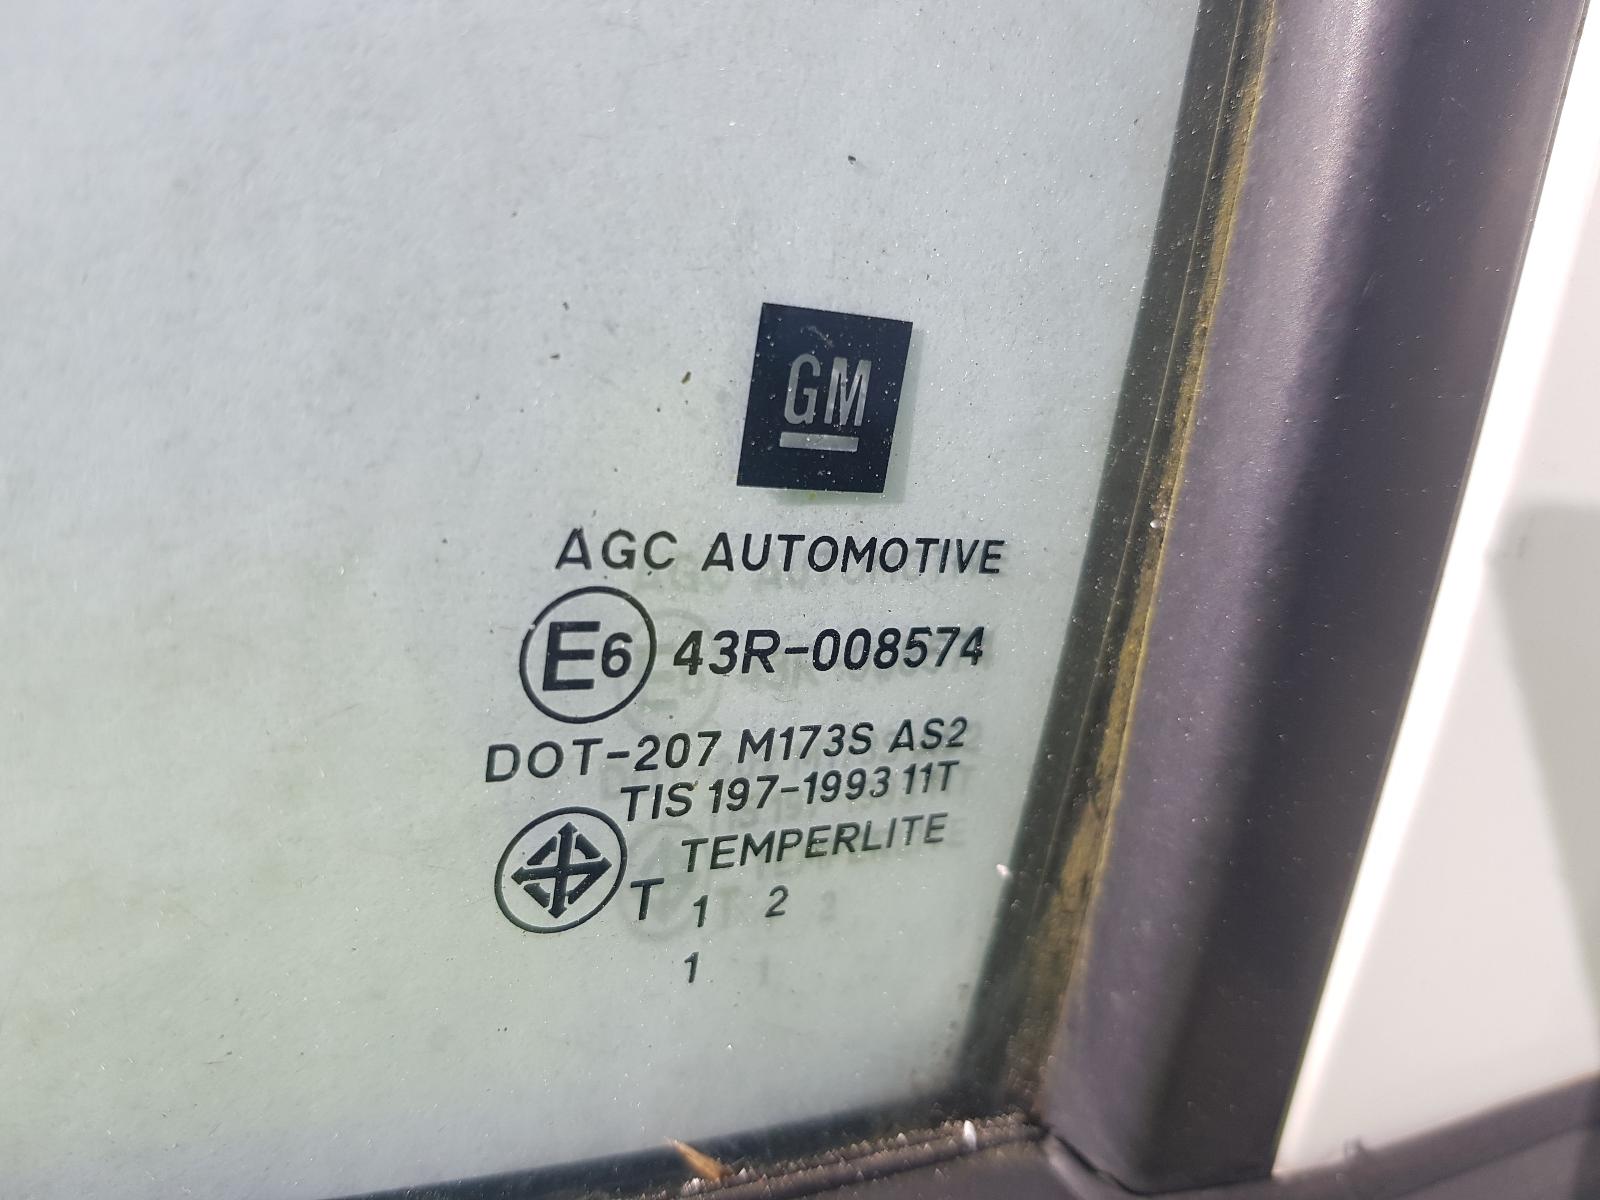 GM
AGC AUTOMOTIVE
E6 43R-008574
DOT-207 M173S AS2
TIS 197-1993 11T
TEMPERLITE
T 1 2
1